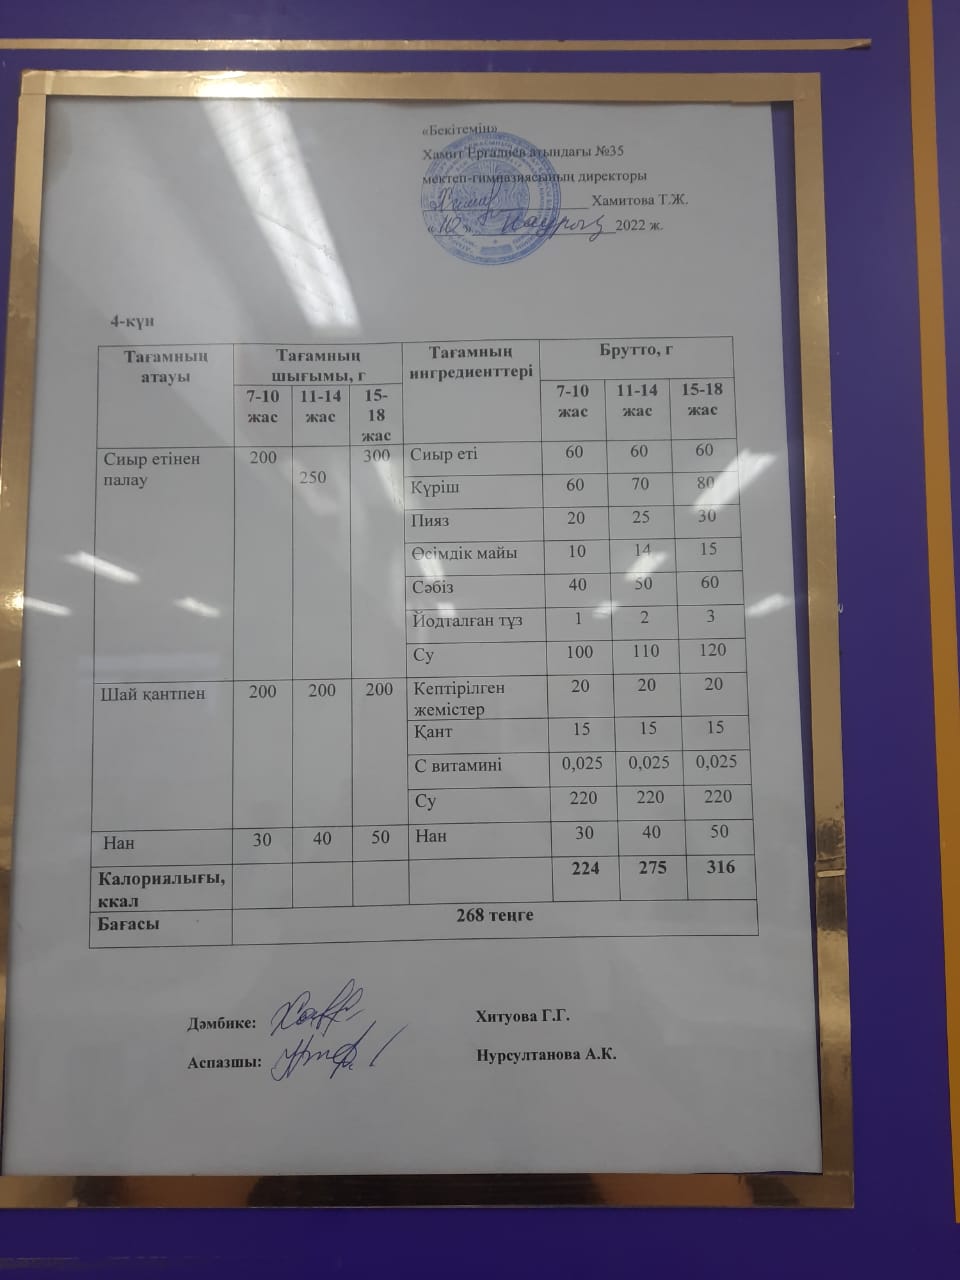 «Бекітемін»
Хамит Ерғалиев атындағы №35
мектеп-гимназиясының директоры
Хамитова Т.Ж.
«10» наурыз 2022 ж.
4-күн
Тағамның атауы | Тағамның шығымы, г | Тағамның ингредиенттері | Брутто, г
7-10 жас | 11-14 жас | 15-18 жас | 7-10 жас | 11-14 жас | 15-18 жас
Сиыр етінен палау | 200 | 250 | 300 | Сиыр еті | 60 | 60 | 60
Күріш | 60 | 70 | 80
Пияз | 20 | 25 | 30
Өсімдік майы | 10 | 14 | 15
Сәбіз | 40 | 50 | 60
Йодталған тұз | 1 | 2 | 3
Су | 100 | 110 | 120
Шай қантпен | 200 | 200 | 200 | Кептірілген жемістер | 20 | 20 | 20
Қант | 15 | 15 | 15
С витамині | 0,025 | 0,025 | 0,025
Су | 220 | 220 | 220
Нан | 30 | 40 | 50 | Нан | 30 | 40 | 50
Калориялығы, ккал | 224 | 275 | 316
Бағасы | 268 теңге
Дәмбике: Хитуова Г.Г.
Аспазшы: Нурсултанова А.К.